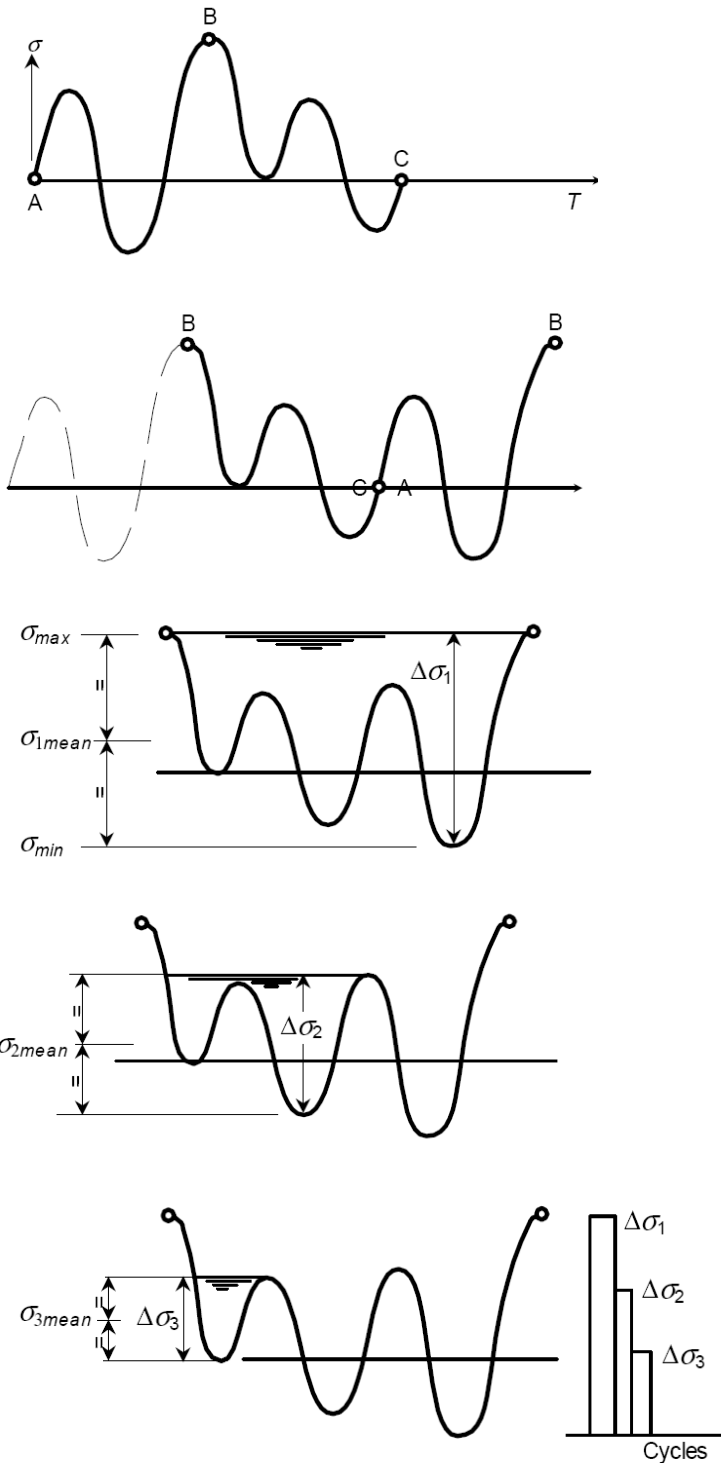 B
σ
C
A
T
B
B
C A
σmax
Δσ1
σ1mean
=
=
σmin
=
Δσ2
σ2mean
=
Δσ1
=
Δσ2
σ3mean
Δσ3
=
Δσ3
Cycles